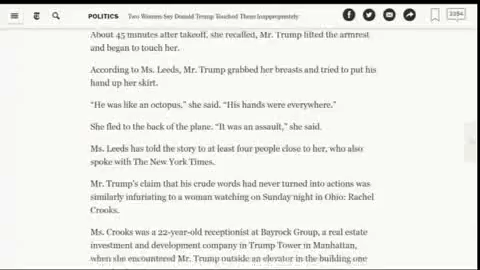 POLITICS Two Women Say Donald Trump Touched Them Inappropriately 2284
About 45 minutes after takeoff, she recalled, Mr. Trump lifted the armrest
and began to touch her.
According to Ms. Leeds, Mr. Trump grabbed her breasts and tried to put his
hand up her skirt.
“He was like an octopus,” she said. “His hands were everywhere.”
She fled to the back of the plane. “It was an assault,” she said.
Ms. Leeds has told the story to at least four people close to her, who also
spoke with The New York Times.
Mr. Trump’s claim that his crude words had never turned into actions was
similarly infuriating to a woman watching on Sunday night in Ohio: Rachel
Crooks.
Ms. Crooks was a 22-year-old receptionist at Bayrock Group, a real estate
investment and development company in Trump Tower in Manhattan,
when she encountered Mr. Trump outside an elevator in the building one